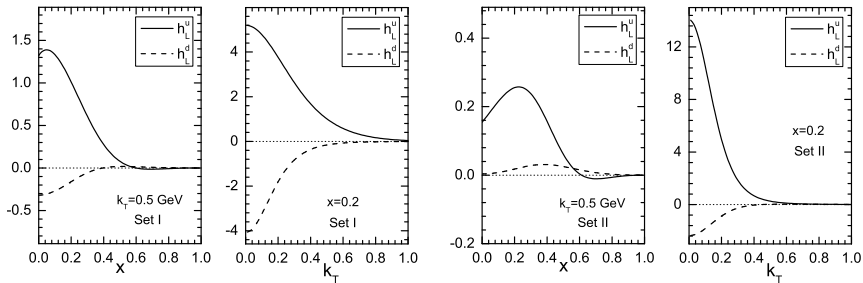 1.5
1.0
0.5
0.0
-0.5
h_L^u
h_L^d
k_T=0.5 GeV
Set I
0.0 0.2 0.4 0.6 0.8 1.0
x
4
2
0
-2
-4
h_L^u
h_L^d
x=0.2
Set I
0.0 0.2 0.4 0.6 0.8 1.0
k_T
0.4
0.2
0.0
-0.2
h_L^u
h_L^d
k_T=0.5 GeV
Set II
0.0 0.2 0.4 0.6 0.8 1.0
x
12
8
4
0
h_L^u
h_L^d
x=0.2
Set II
0.0 0.2 0.4 0.6 0.8 1.0
k_T